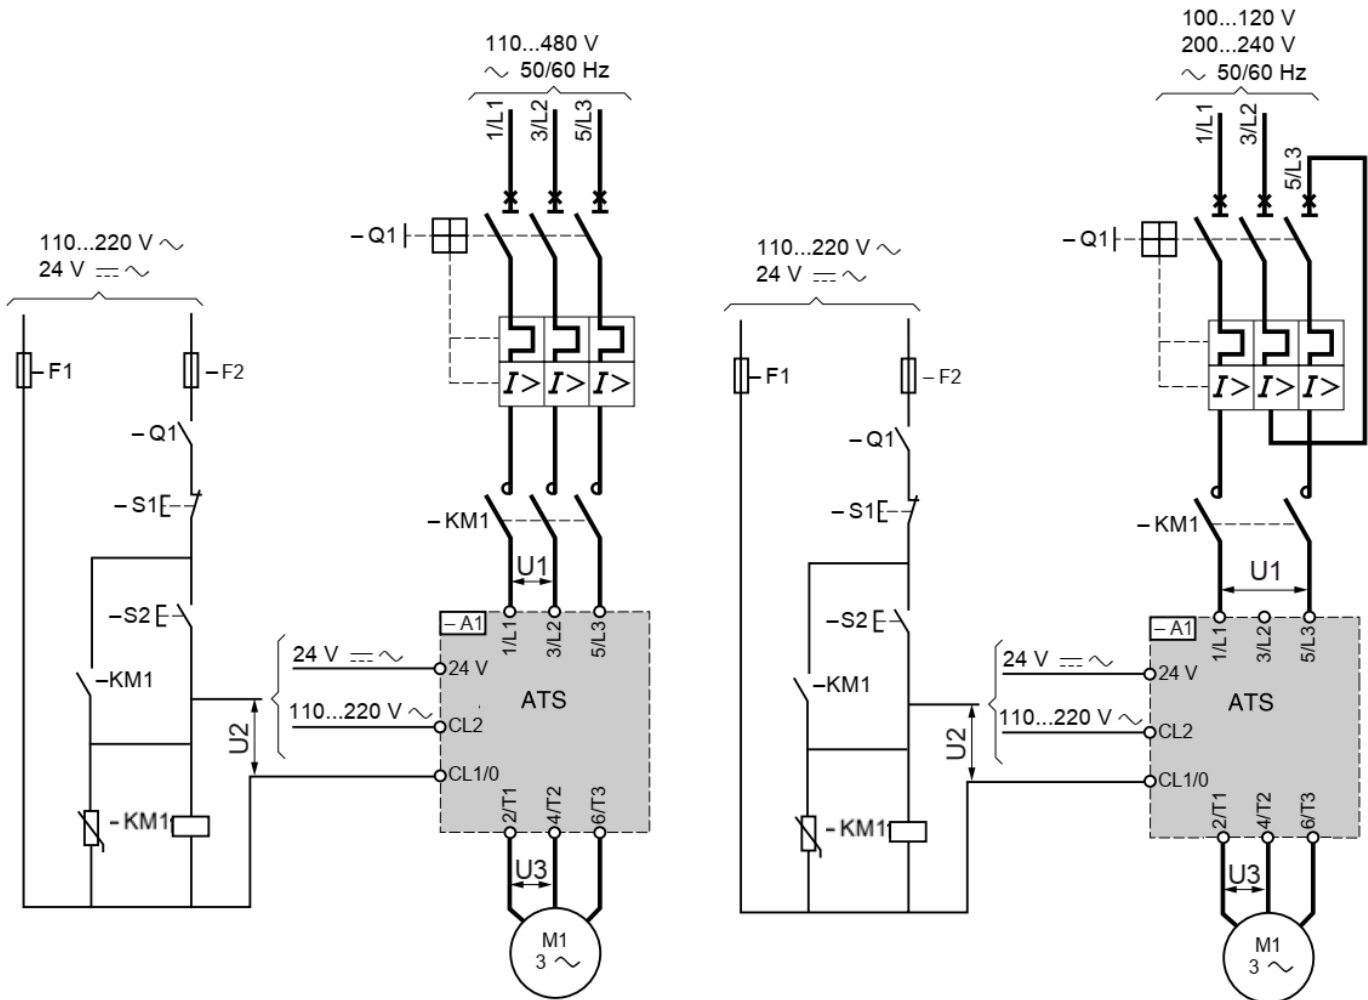 110...480 V
∼ 50/60 Hz
1/L1
3/L2
5/L3
– Q1
110...220 V ∼
24 V ⎓ ∼
– F1
– F2
– Q1
– S1
– KM1
U1
– S2
– A1
1/L1
3/L2
5/L3
24 V ⎓ ∼
24 V
– KM1
ATS
110...220 V ∼
CL2
U2
CL1/0
– KM1
2/T1
4/T2
6/T3
U3
M1
3 ∼
I >
I >
I >
100...120 V
200...240 V
∼ 50/60 Hz
1/L1
3/L2
5/L3
– Q1
110...220 V ∼
24 V ⎓ ∼
– F1
– F2
I >
I >
I >
– Q1
– S1
– KM1
U1
– S2
– A1
1/L1
3/L2
5/L3
24 V ⎓ ∼
24 V
– KM1
ATS
110...220 V ∼
CL2
U2
CL1/0
– KM1
2/T1
4/T2
6/T3
U3
M1
3 ∼